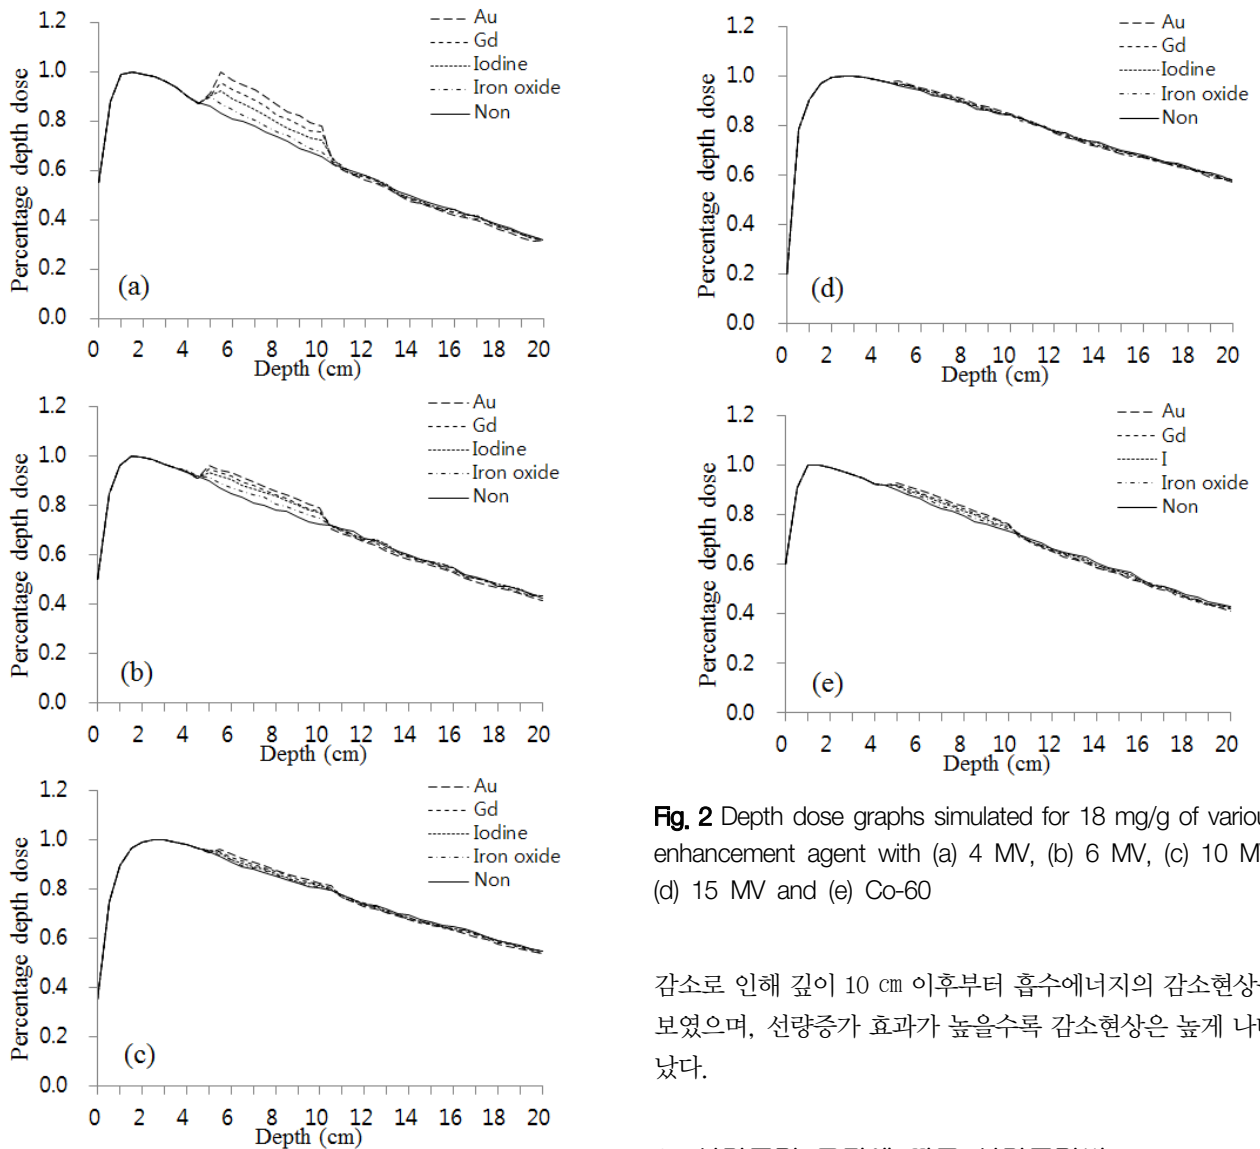 1.2
1.0
0.8
0.6
0.4
0.2
0.0
Percentage depth dose
Au
Gd
Iodine
Iron oxide
Non
(a)
0 2 4 6 8 10 12 14 16 18 20
Depth (cm)
1.2
1.0
0.8
0.6
0.4
0.2
0.0
Percentage depth dose
Au
Gd
Iodine
Iron oxide
Non
(b)
0 2 4 6 8 10 12 14 16 18 20
Depth (cm)
1.2
1.0
0.8
0.6
0.4
0.2
0.0
Percentage depth dose
Au
Gd
Iodine
Iron oxide
Non
(c)
0 2 4 6 8 10 12 14 16 18 20
Depth (cm)
1.2
1.0
0.8
0.6
0.4
0.2
0.0
Percentage depth dose
Au
Gd
Iodine
Iron oxide
Non
(d)
0 2 4 6 8 10 12 14 16 18 20
Depth (cm)
1.2
1.0
0.8
0.6
0.4
0.2
0.0
Percentage depth dose
Au
Gd
I
Iron oxide
Non
(e)
0 2 4 6 8 10 12 14 16 18 20
Depth (cm)
Fig. 2 Depth dose graphs simulated for 18 mg/g of variou
enhancement agent with (a) 4 MV, (b) 6 MV, (c) 10 M
(d) 15 MV and (e) Co-60
감소로 인해 깊이 10 ㎝ 이후부터 흡수에너지의 감소현상
보였으며, 선량증가 효과가 높을수록 감소현상은 높게 나
났다.